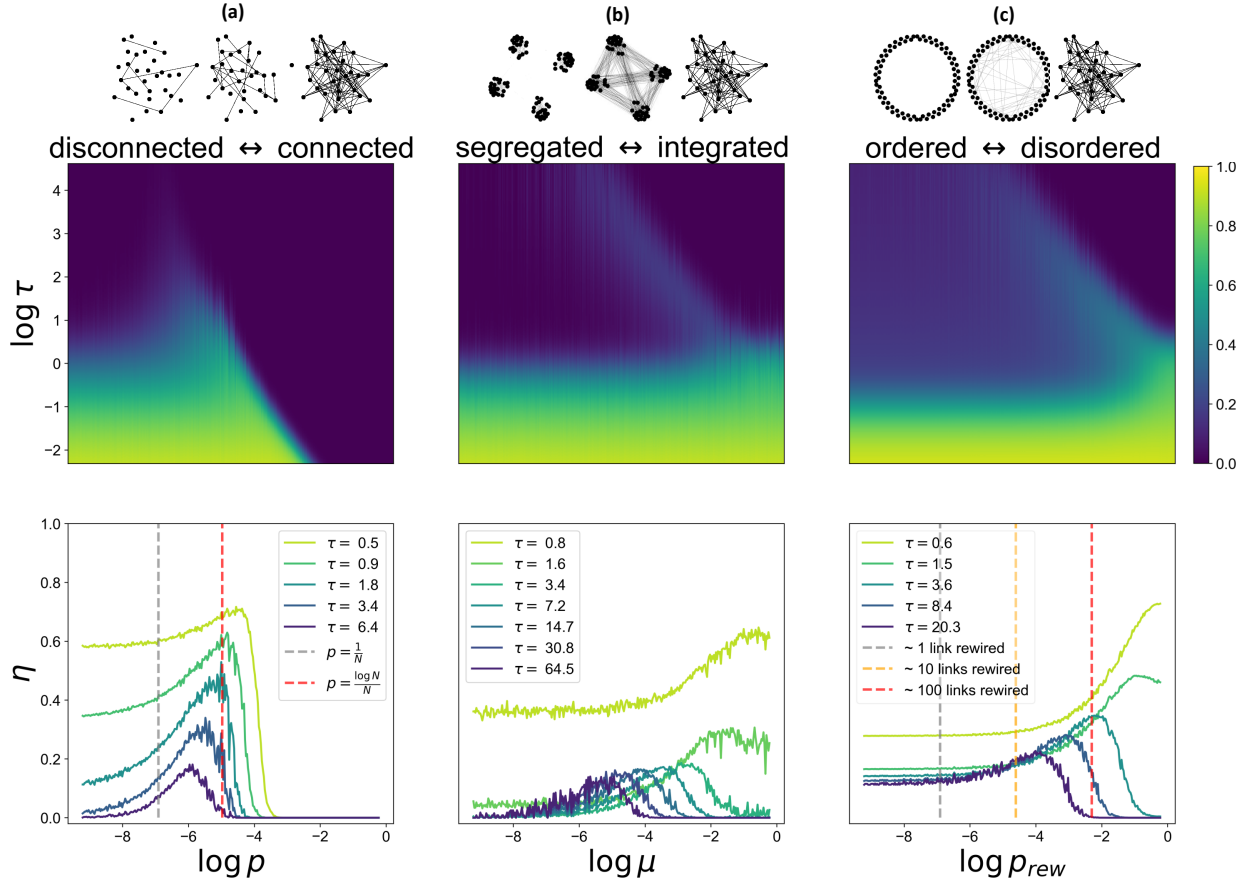 (a)
(b)
(c)
disconnected ↔ connected
segregated ↔ integrated
ordered ↔ disordered
log τ
4
3
2
1
0
−1
−2
1.0
0.8
0.6
0.4
0.2
0.0
η
1.0
0.8
0.6
0.4
0.2
0.0
τ = 0.5
τ = 0.9
τ = 1.8
τ = 3.4
τ = 6.4
p = 1/N
p = log N/N
−8 −6 −4 −2 0
log p
τ = 0.8
τ = 1.6
τ = 3.4
τ = 7.2
τ = 14.7
τ = 30.8
τ = 64.5
−8 −6 −4 −2 0
log μ
τ = 0.6
τ = 1.5
τ = 3.6
τ = 8.4
τ = 20.3
~ 1 link rewired
~ 10 links rewired
~ 100 links rewired
−8 −6 −4 −2 0
log p_rew